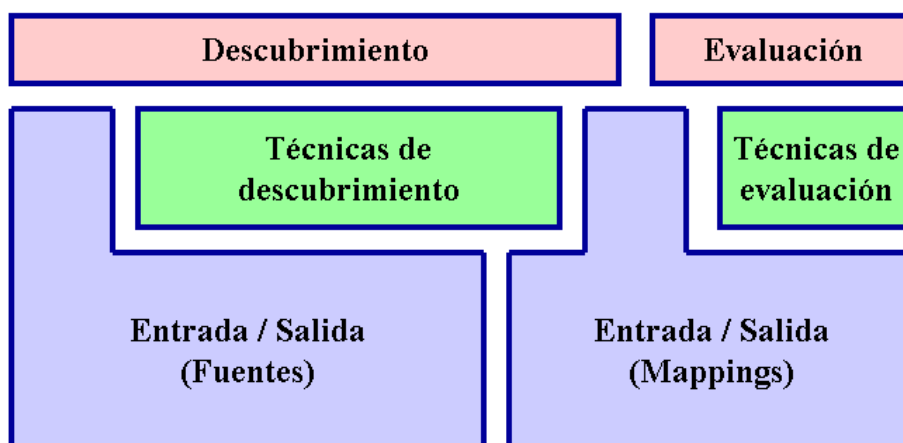 Descubrimiento
Evaluación
Técnicas de
descubrimiento
Técnicas de
evaluación
Entrada / Salida
(Fuentes)
Entrada / Salida
(Mappings)